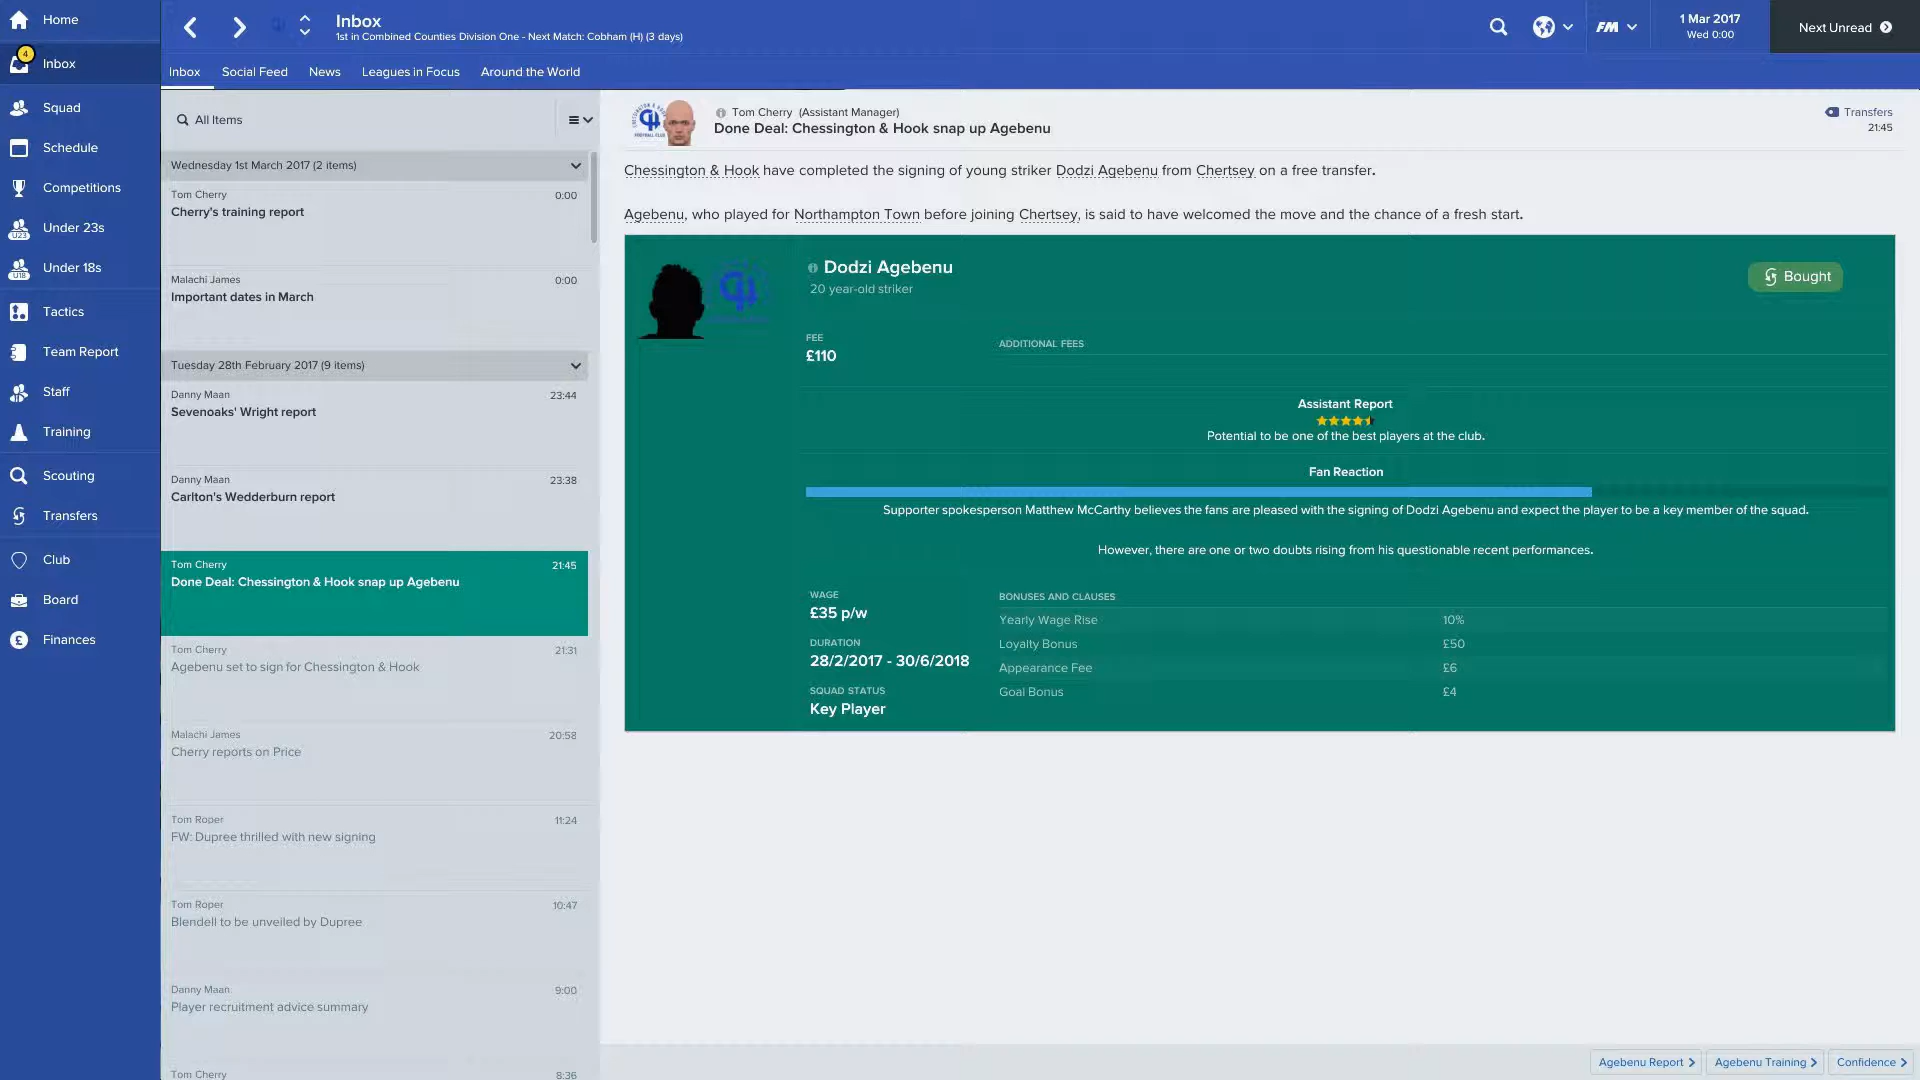 Home
4
Inbox
Squad
Schedule
Competitions
U23
Under 23s
U18
Under 18s
Tactics
Team Report
Staff
Training
Scouting
Transfers
Club
Board
£
Finances
Inbox
1st in Combined Counties Division One - Next Match: Cobham (H) (3 days)
FM
1 Mar 2017
Wed 0:00
Next Unread
Inbox
Social Feed
News
Leagues in Focus
Around the World
All Items
Wednesday 1st March 2017 (2 items)
Tom Cherry
0:00
Cherry's training report
Malachi James
0:00
Important dates in March
Tuesday 28th February 2017 (9 items)
Danny Maan
23:44
Sevenoaks' Wright report
Danny Maan
23:38
Carlton's Wedderburn report
Tom Cherry
21:45
Done Deal: Chessington & Hook snap up Agebenu
Tom Cherry
21:31
Agebenu set to sign for Chessington & Hook
Malachi James
20:58
Cherry reports on Price
Tom Roper
11:24
FW: Dupree thrilled with new signing
Tom Roper
10:47
Blendell to be unveiled by Dupree
Danny Maan
9:00
Player recruitment advice summary
Tom Cherry
8:36
Tom Cherry (Assistant Manager)
Done Deal: Chessington & Hook snap up Agebenu
Transfers
21:45
Chessington & Hook have completed the signing of young striker Dodzi Agebenu from Chertsey on a free transfer.
Agebenu, who played for Northampton Town before joining Chertsey, is said to have welcomed the move and the chance of a fresh start.
Dodzi Agebenu
20 year-old striker
Bought
FEE
£110
ADDITIONAL FEES
Assistant Report
Potential to be one of the best players at the club.
Fan Reaction
Supporter spokesperson Matthew McCarthy believes the fans are pleased with the signing of Dodzi Agebenu and expect the player to be a key member of the squad.
However, there are one or two doubts rising from his questionable recent performances.
WAGE
£35 p/w
DURATION
28/2/2017 - 30/6/2018
SQUAD STATUS
Key Player
BONUSES AND CLAUSES
Yearly Wage Rise 10%
Loyalty Bonus £50
Appearance Fee £6
Goal Bonus £4
Agebenu Report
Agebenu Training
Confidence